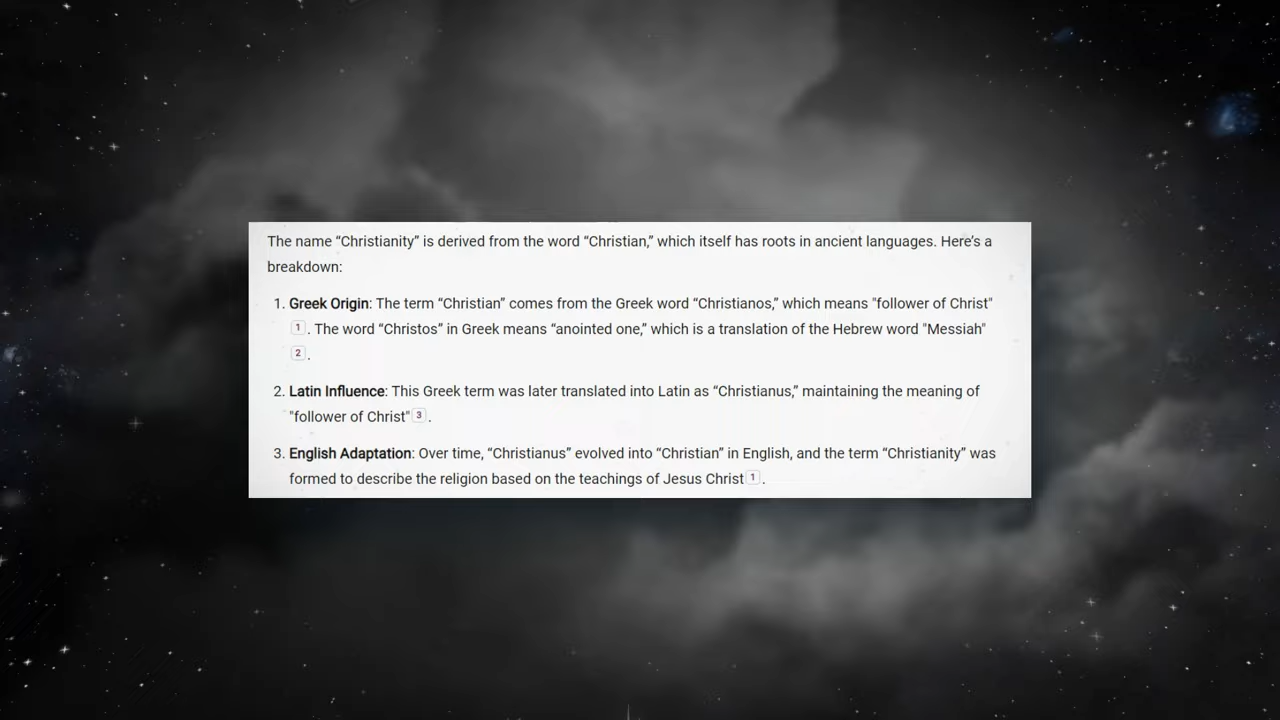 The name “Christianity” is derived from the word “Christian,” which itself has roots in ancient languages. Here’s a
breakdown:
1. Greek Origin: The term “Christian” comes from the Greek word “Christianos,” which means "follower of Christ"
1 . The word “Christos” in Greek means “anointed one,” which is a translation of the Hebrew word "Messiah"
2 .
2. Latin Influence: This Greek term was later translated into Latin as “Christianus,” maintaining the meaning of
"follower of Christ" 3 .
3. English Adaptation: Over time, “Christianus” evolved into “Christian” in English, and the term “Christianity” was
formed to describe the religion based on the teachings of Jesus Christ 1 .